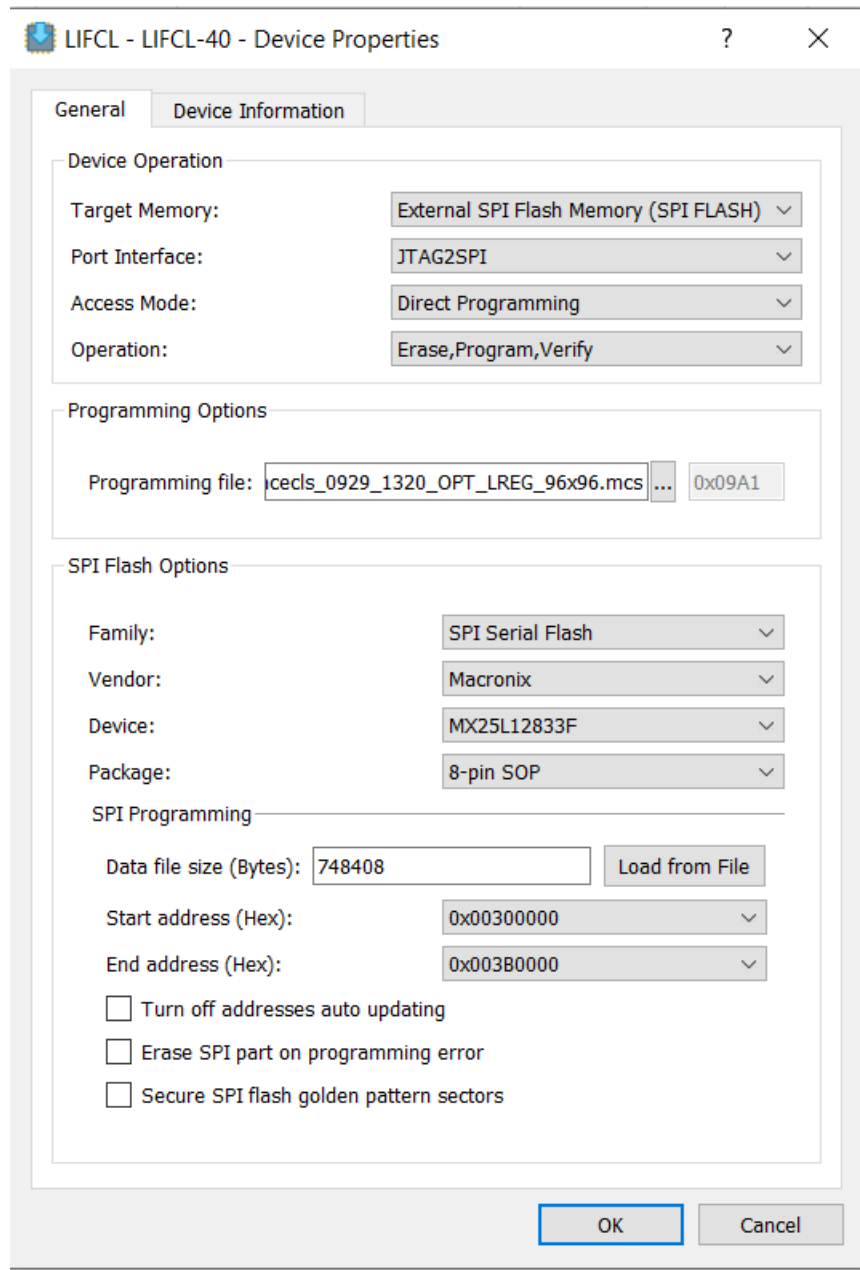 LIFCL - LIFCL-40 - Device Properties ?
General Device Information
Device Operation
Target Memory: External SPI Flash Memory (SPI FLASH)
Port Interface: JTAG2SPI
Access Mode: Direct Programming
Operation: Erase,Program,Verify
Programming Options
Programming file: cecls_0929_1320_OPT_LREG_96x96.mcs ... 0x09A1
SPI Flash Options
Family: SPI Serial Flash
Vendor: Macronix
Device: MX25L12833F
Package: 8-pin SOP
SPI Programming
Data file size (Bytes): 748408 Load from File
Start address (Hex): 0x00300000
End address (Hex): 0x003B0000
Turn off addresses auto updating
Erase SPI part on programming error
Secure SPI flash golden pattern sectors
OK Cancel